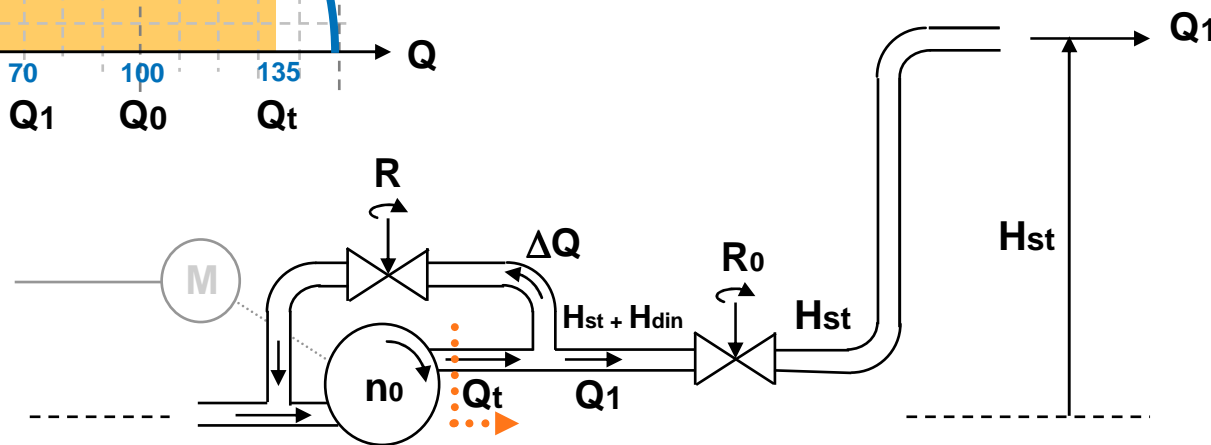 Q
70 100 135
Q1 Q0 Qt
Q1
R
ΔQ
R0
Hst
M
Hst + Hdin
Hst
n0
Qt
Q1